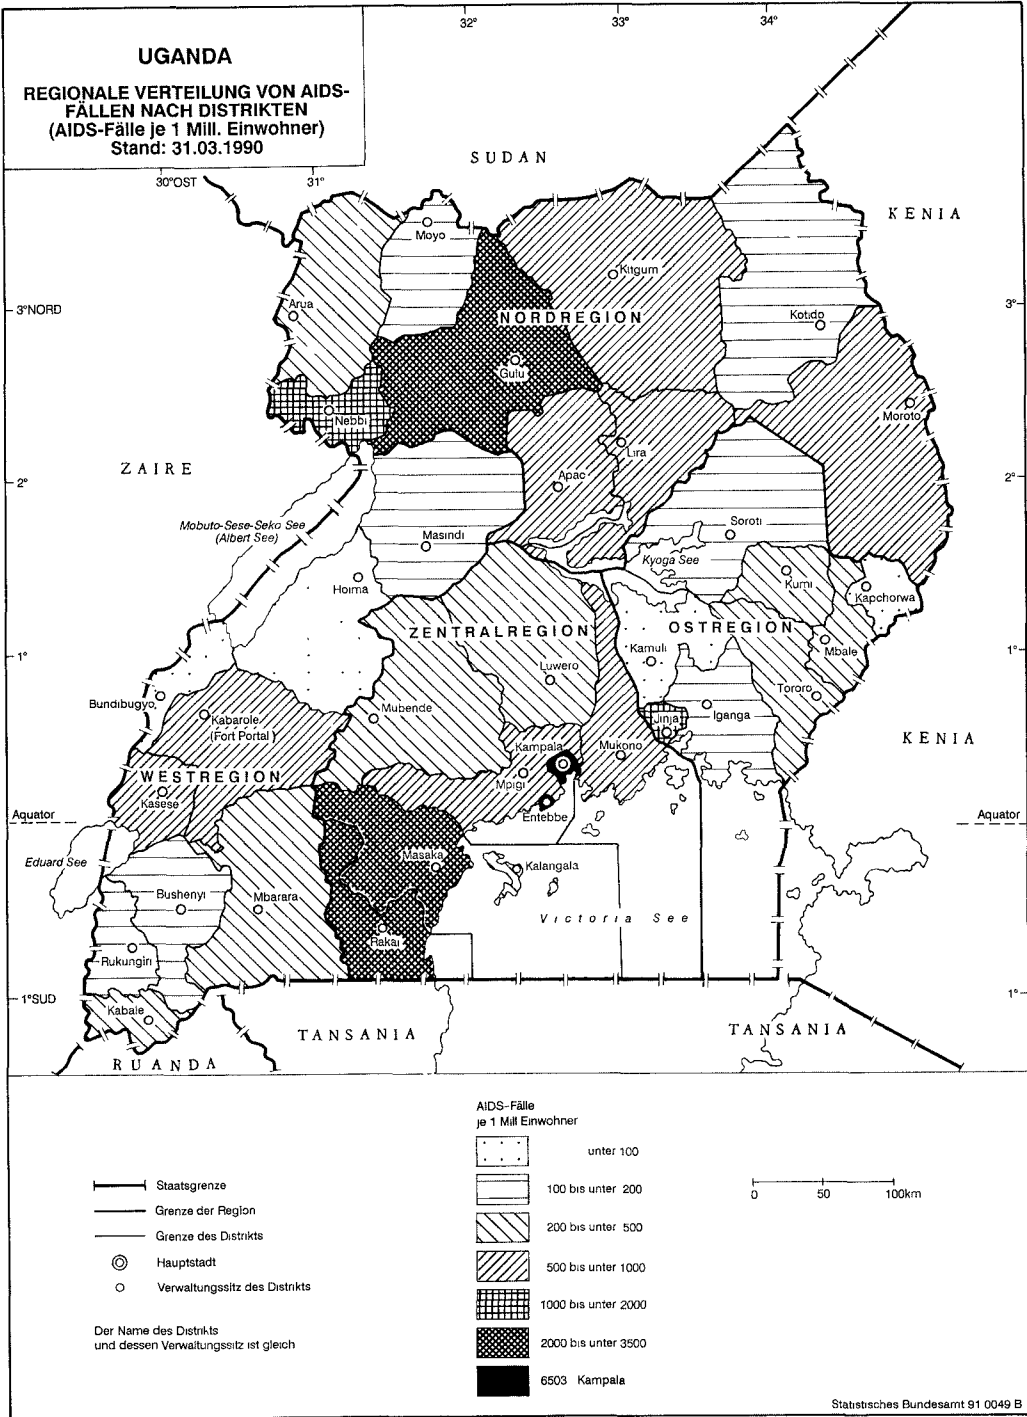 32°
33°
34°
UGANDA
REGIONALE VERTEILUNG VON AIDS-
FÄLLEN NACH DISTRIKTEN
(AIDS-Fälle je 1 Mill. Einwohner)
Stand: 31.03.1990
SUDAN
30°OST
31°
KENIA
Moyo
Kitgum
Arua
3°NORD
3°
NORDREGION
Kotido
Gulu
Nebbi
Moroto
Lira
ZAIRE
Apac
2°
2°
Mobuto-Sese-Seko See
(Albert See)
Masindi
Soroti
Kyoga See
Kumi
Hoima
Kapchorwa
ZENTRALREGION
OSTREGION
1°
Kamuli
Mbale
1°
Luwero
Tororo
Bundibugyo
Mubende
Kabarole
(Fort Portal)
Jinja
Iganga
Kampala
Mukono
KENIA
WESTREGION
Mpigi
Kasese
Entebbe
Aquator
Aquator
Masaka
Eduard See
Kalangala
Bushenyi
Mbarara
Victoria See
Rakai
Rukungiri
1°SUD
1°
Kabale
TANSANIA
TANSANIA
RUANDA
AIDS-Fälle
je 1 Mill Einwohner
unter 100
Staatsgrenze
100 bis unter 200
0 50 100km
Grenze der Region
200 bis unter 500
Grenze des Distrikts
Hauptstadt
500 bis unter 1000
Verwaltungssitz des Distrikts
1000 bis unter 2000
Der Name des Distrikts
und dessen Verwaltungssitz ist gleich
2000 bis unter 3500
6503 Kampala
Statistisches Bundesamt 91 0049 B